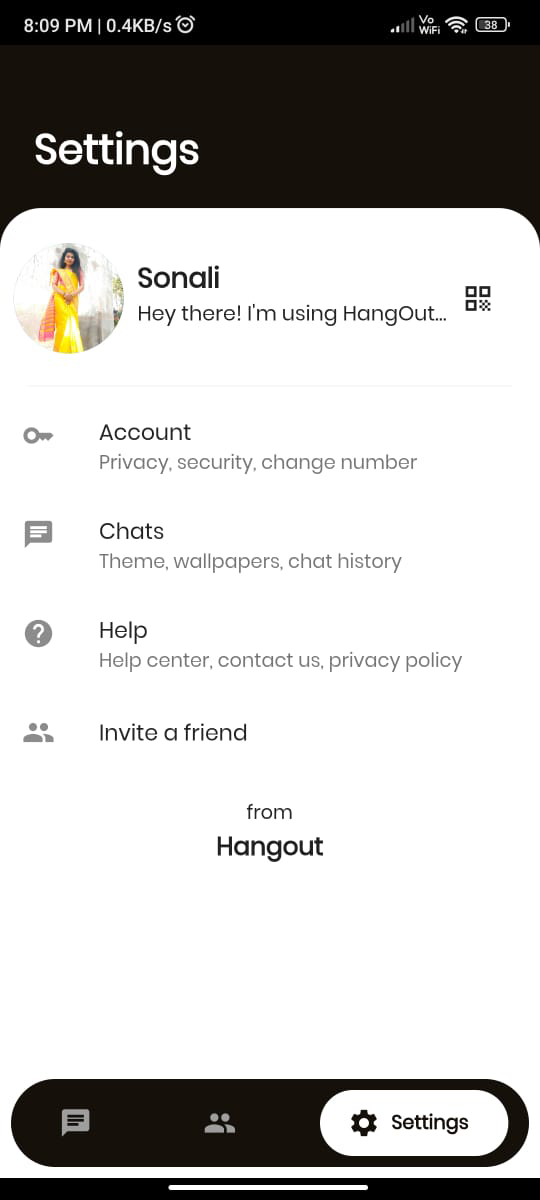 8:09 PM | 0.4KB/s
Vo
WiFi
38
Settings
Sonali
Hey there! I'm using HangOut...
Account
Privacy, security, change number
Chats
Theme, wallpapers, chat history
Help
Help center, contact us, privacy policy
Invite a friend
from
Hangout
Settings